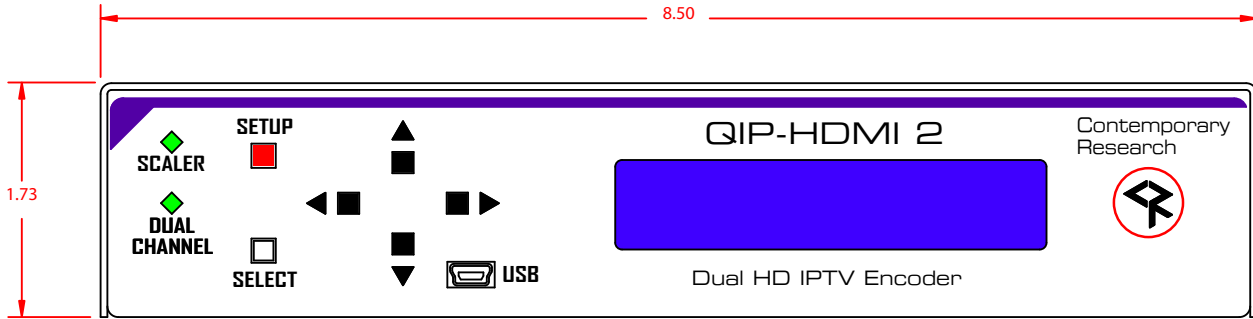 8.50
1.73
SCALER
DUAL
CHANNEL
SETUP
SELECT
USB
QIP-HDMI 2
Dual HD IPTV Encoder
Contemporary
Research